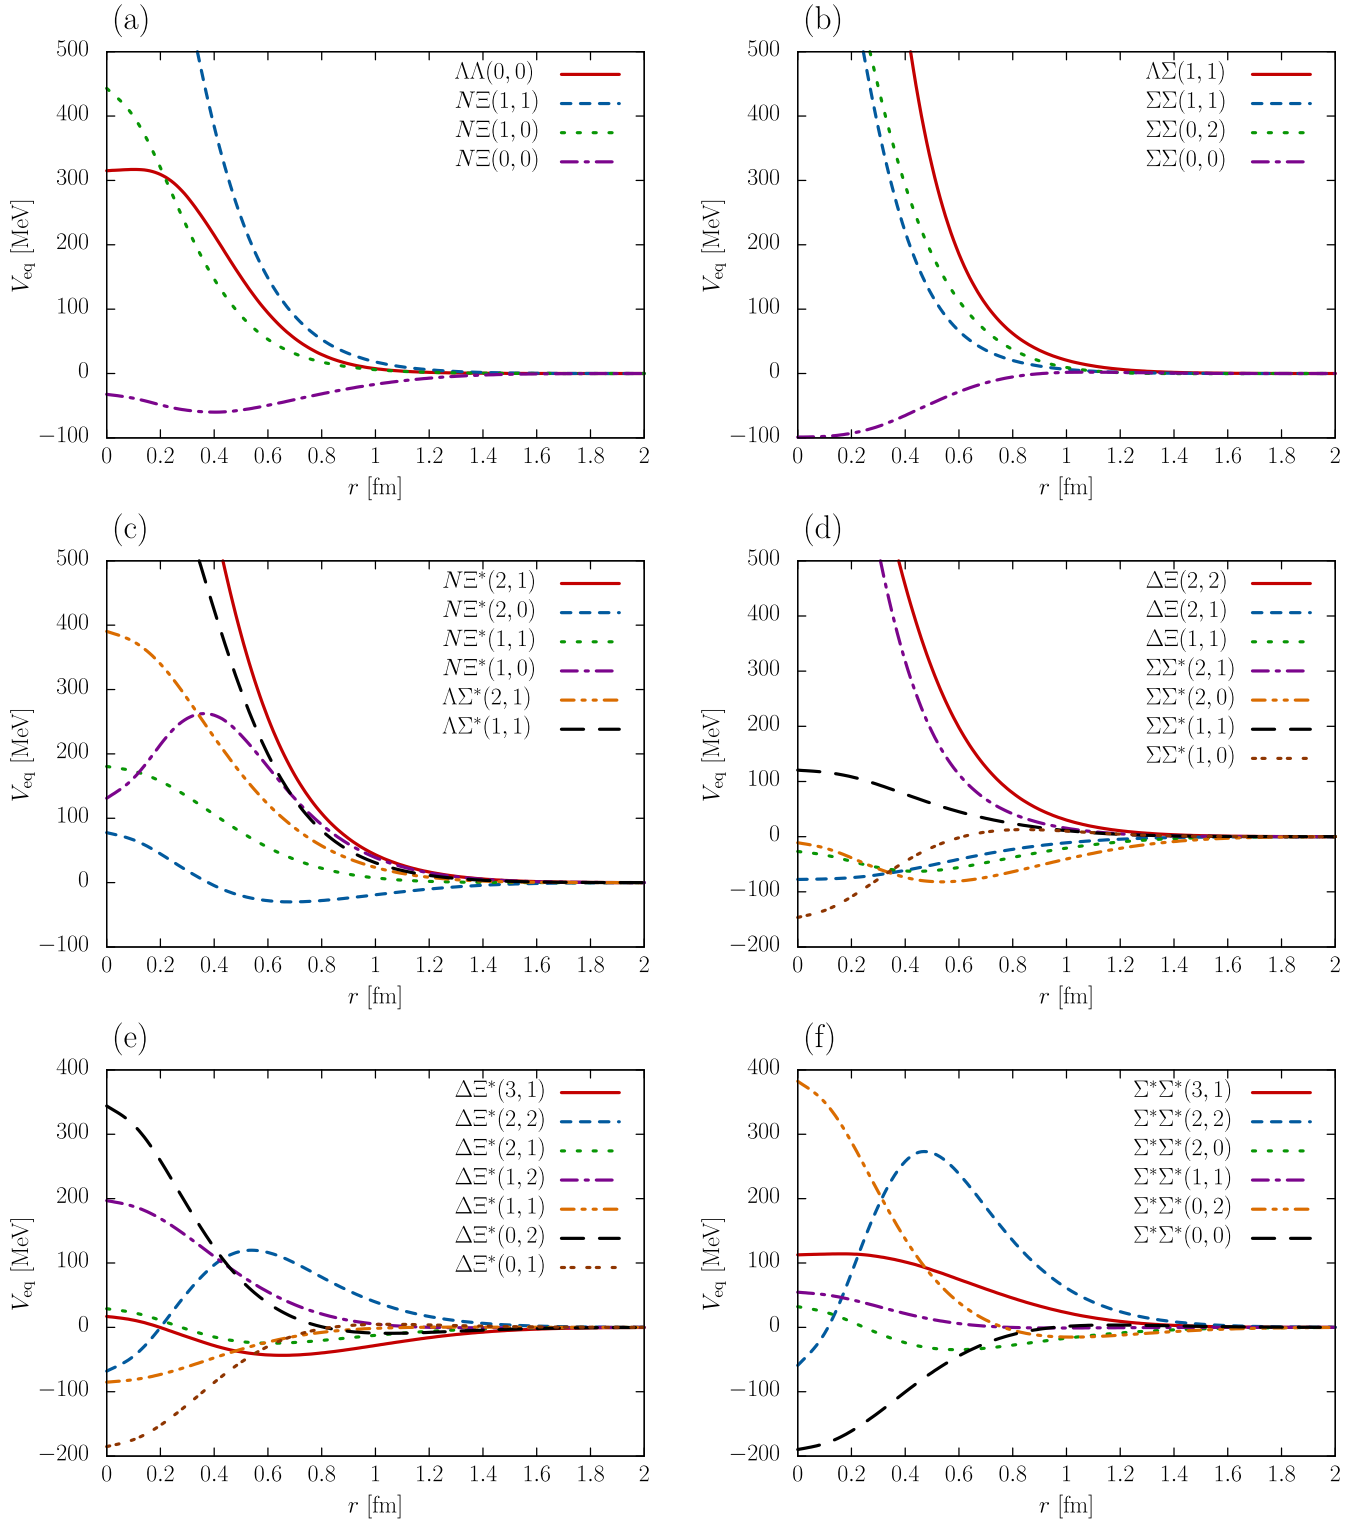 (a)
500
400
300
200
100
0
−100
V_eq [MeV]
0 0.2 0.4 0.6 0.8 1 1.2 1.4 1.6 1.8 2
r [fm]
ΛΛ(0, 0)
NΞ(1, 1)
NΞ(1, 0)
NΞ(0, 0)
(b)
500
400
300
200
100
0
−100
V_eq [MeV]
0 0.2 0.4 0.6 0.8 1 1.2 1.4 1.6 1.8 2
r [fm]
ΛΣ(1, 1)
ΣΣ(1, 1)
ΣΣ(0, 2)
ΣΣ(0, 0)
(c)
500
400
300
200
100
0
−100
V_eq [MeV]
0 0.2 0.4 0.6 0.8 1 1.2 1.4 1.6 1.8 2
r [fm]
NΞ*(2, 1)
NΞ*(2, 0)
NΞ*(1, 1)
NΞ*(1, 0)
ΛΣ*(2, 1)
ΛΣ*(1, 1)
(d)
500
400
300
200
100
0
−100
−200
V_eq [MeV]
0 0.2 0.4 0.6 0.8 1 1.2 1.4 1.6 1.8 2
r [fm]
ΔΞ(2, 2)
ΔΞ(2, 1)
ΔΞ(1, 1)
ΣΣ*(2, 1)
ΣΣ*(2, 0)
ΣΣ*(1, 1)
ΣΣ*(1, 0)
(e)
400
300
200
100
0
−100
−200
V_eq [MeV]
0 0.2 0.4 0.6 0.8 1 1.2 1.4 1.6 1.8 2
r [fm]
ΔΞ*(3, 1)
ΔΞ*(2, 2)
ΔΞ*(2, 1)
ΔΞ*(1, 2)
ΔΞ*(1, 1)
ΔΞ*(0, 2)
ΔΞ*(0, 1)
(f)
400
300
200
100
0
−100
−200
V_eq [MeV]
0 0.2 0.4 0.6 0.8 1 1.2 1.4 1.6 1.8 2
r [fm]
Σ*Σ*(3, 1)
Σ*Σ*(2, 2)
Σ*Σ*(2, 0)
Σ*Σ*(1, 1)
Σ*Σ*(0, 2)
Σ*Σ*(0, 0)